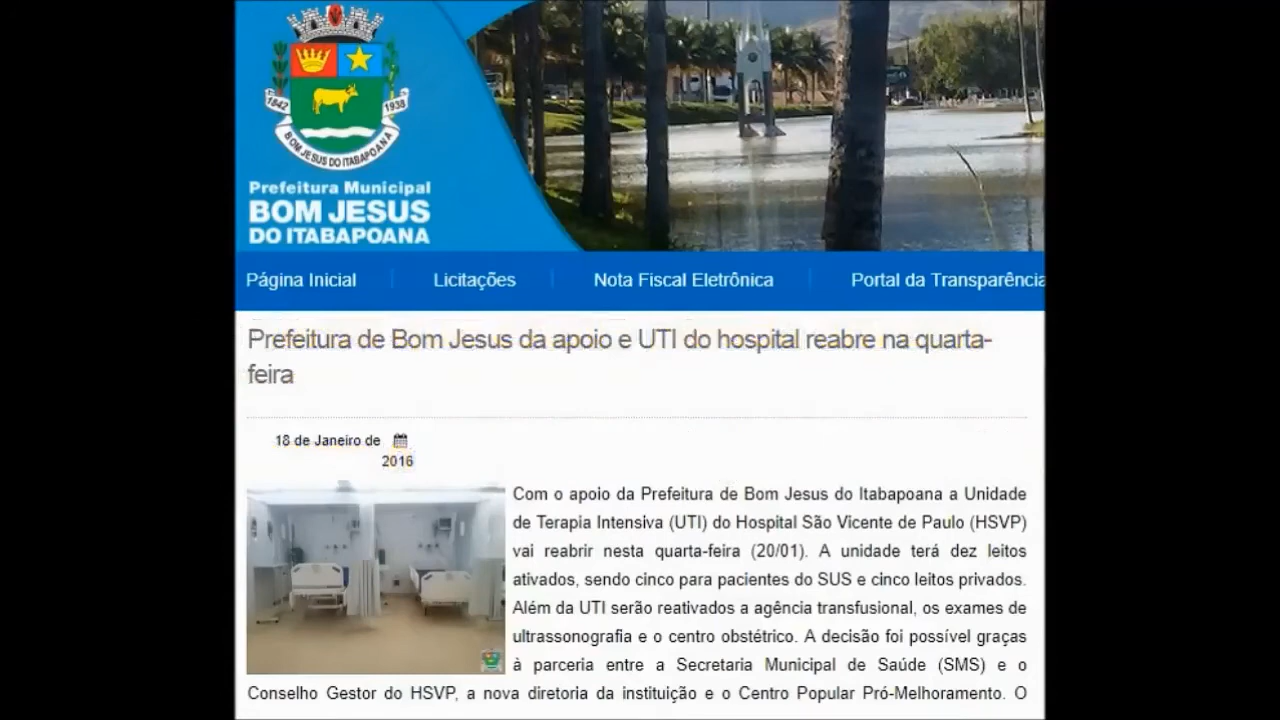 1842 1938
BOM JESUS DO ITABAPOANA
Prefeitura Municipal
BOM JESUS
DO ITABAPOANA
Página Inicial Licitações Nota Fiscal Eletrônica Portal da Transparência
Prefeitura de Bom Jesus da apoio e UTI do hospital reabre na quarta-
feira
18 de Janeiro de
2016
Com o apoio da Prefeitura de Bom Jesus do Itabapoana a Unidade
de Terapia Intensiva (UTI) do Hospital São Vicente de Paulo (HSVP)
vai reabrir nesta quarta-feira (20/01). A unidade terá dez leitos
ativados, sendo cinco para pacientes do SUS e cinco leitos privados.
Além da UTI serão reativados a agência transfusional, os exames de
ultrassonografia e o centro obstétrico. A decisão foi possível graças
à parceria entre a Secretaria Municipal de Saúde (SMS) e o
Conselho Gestor do HSVP, a nova diretoria da instituição e o Centro Popular Pró-Melhoramento. O